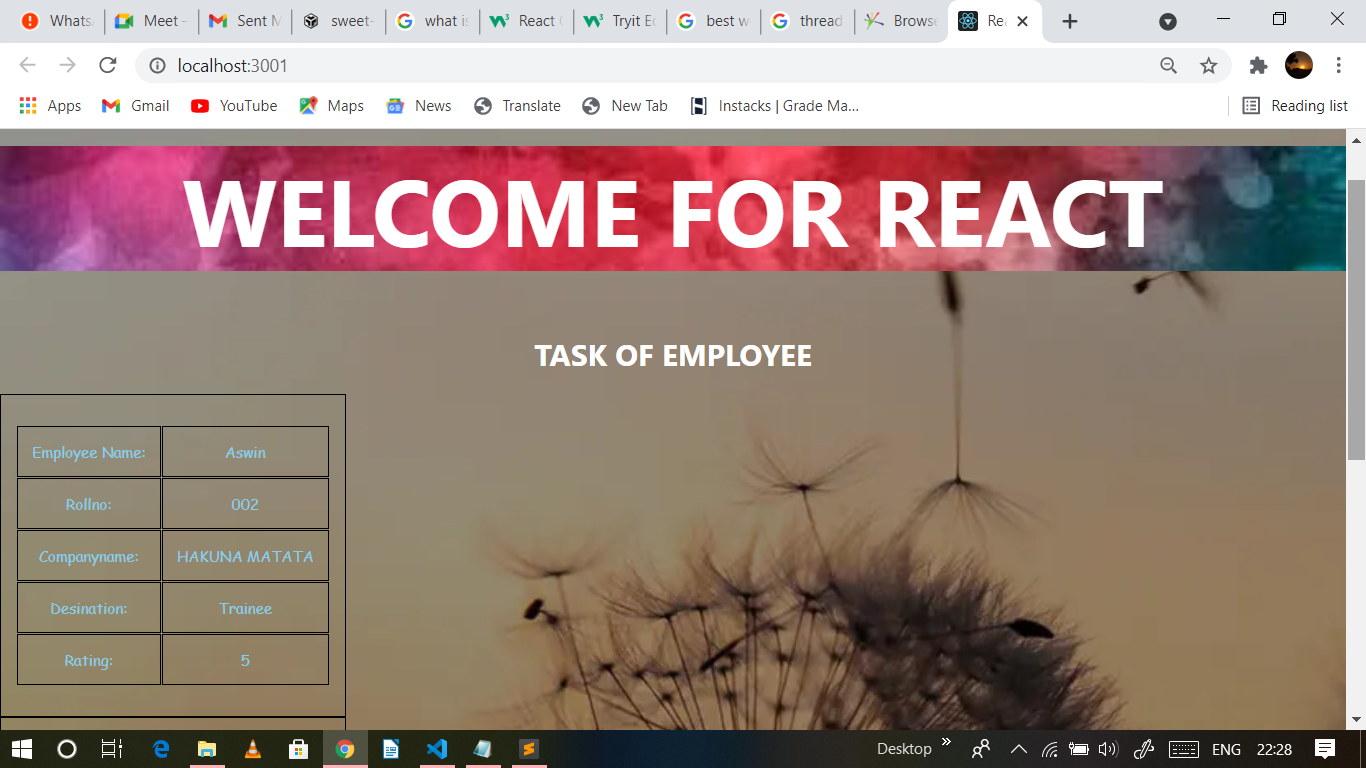 Whats
Meet –
Sent M
sweet-
what is
React
Tryit Ed
best w
thread
Browse
Rea
localhost:3001
Apps
Gmail
YouTube
Maps
News
Translate
New Tab
Instacks | Grade Ma...
Reading list
WELCOME FOR REACT
TASK OF EMPLOYEE
Employee Name: Aswin
Rollno: 002
Companyname: HAKUNA MATATA
Desination: Trainee
Rating: 5
Desktop
ENG
22:28